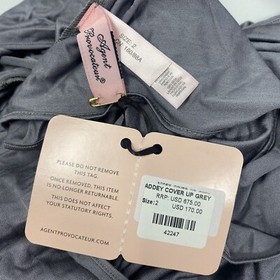 Agent
Provocateur
SIZE: 2
PLEASE DO NOT REMOVE
THIS TAG.
ONCE REMOVED, THIS ITEM
IS NO LONGER RETURNABLE.
THIS DOES NOT AFFECT
YOUR STATUTORY RIGHTS.
AGENTPROVOCATEUR.COM
ADDEY COVER UP GREY
RRP: USD 675.00
USD 170.00
Size:2
42247